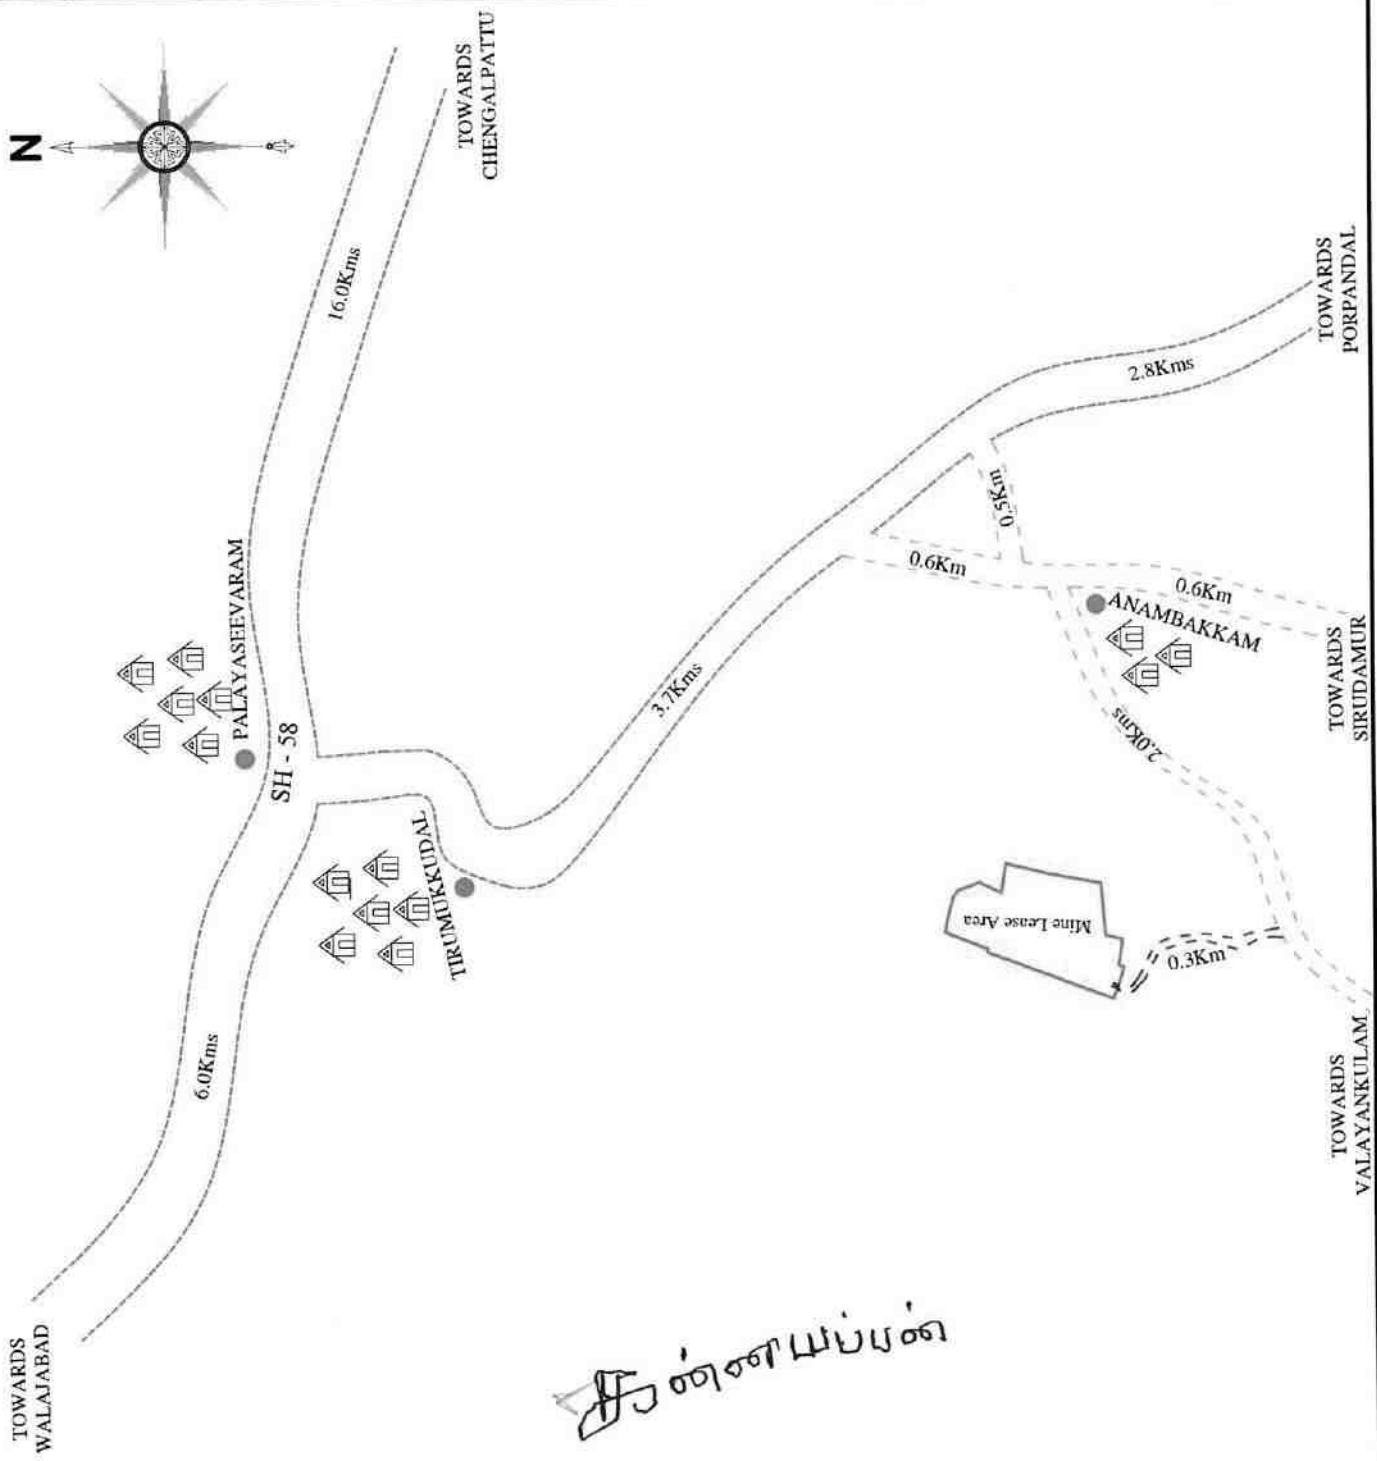 N
TOWARDS
WALAJABAD
6.0Kms
SH - 58
PALAYASEEVARAM
16.0Kms
TOWARDS
CHENGALPATTU
TIRUMUKKUDAL
3.7Kms
0.6Km
0.5Km
2.8Kms
TOWARDS
PORPANDAL
ANAMBAKKAM
0.6Km
TOWARDS
SIRUDAMUR
2.0Kms
Mine Lease Area
0.3Km
TOWARDS
VALAYANKULAM